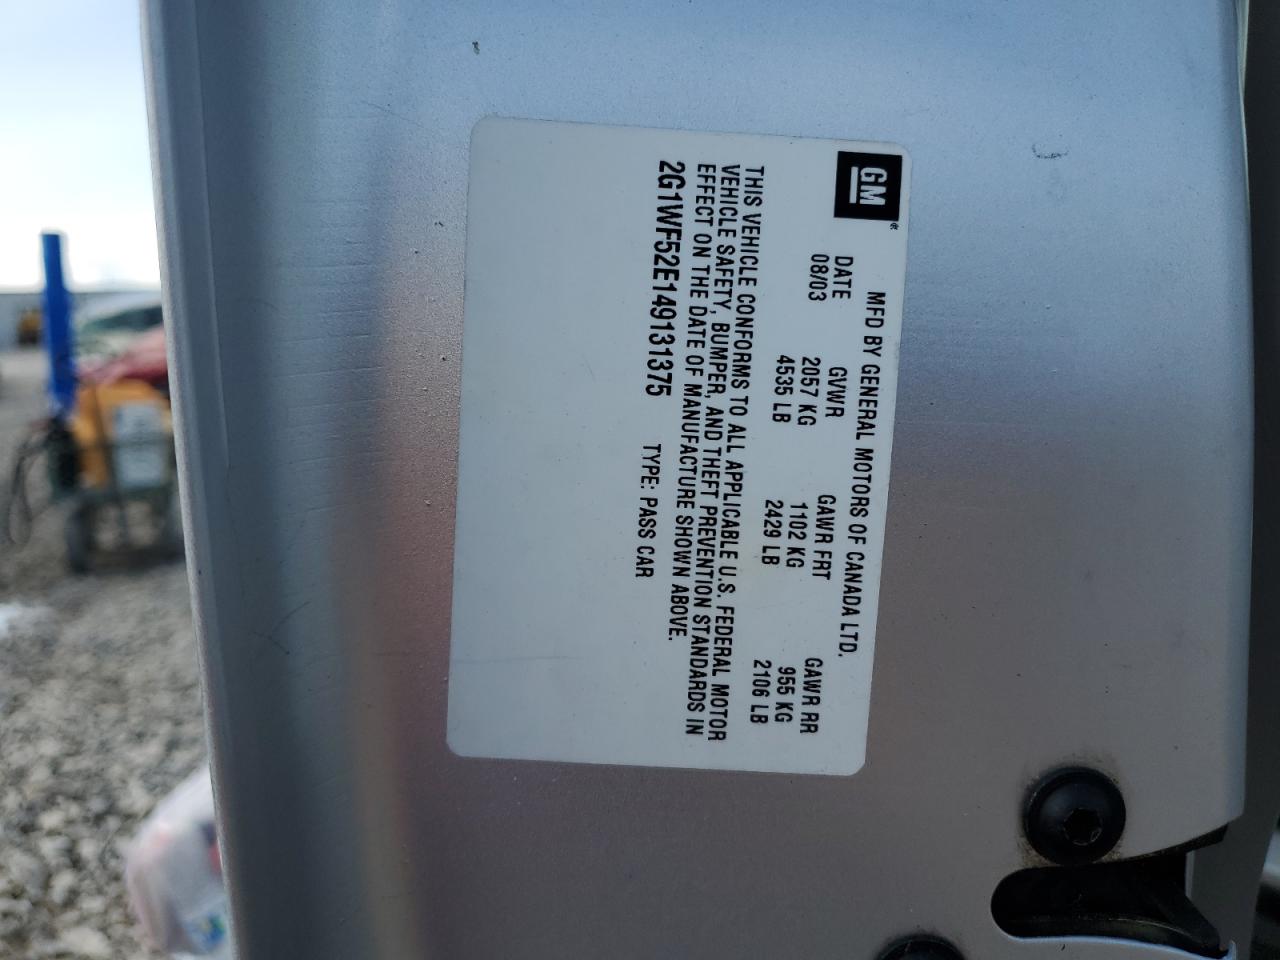 GM
MFD BY GENERAL MOTORS OF CANADA LTD.
DATE GVWR GAWR FRT GAWR RR
08/03 2057 KG 1102 KG 955 KG
4535 LB 2429 LB 2106 LB
THIS VEHICLE CONFORMS TO ALL APPLICABLE U.S. FEDERAL MOTOR
VEHICLE SAFETY, BUMPER, AND THEFT PREVENTION STANDARDS IN
EFFECT ON THE DATE OF MANUFACTURE SHOWN ABOVE.
2G1WF52E149131375 TYPE: PASS CAR